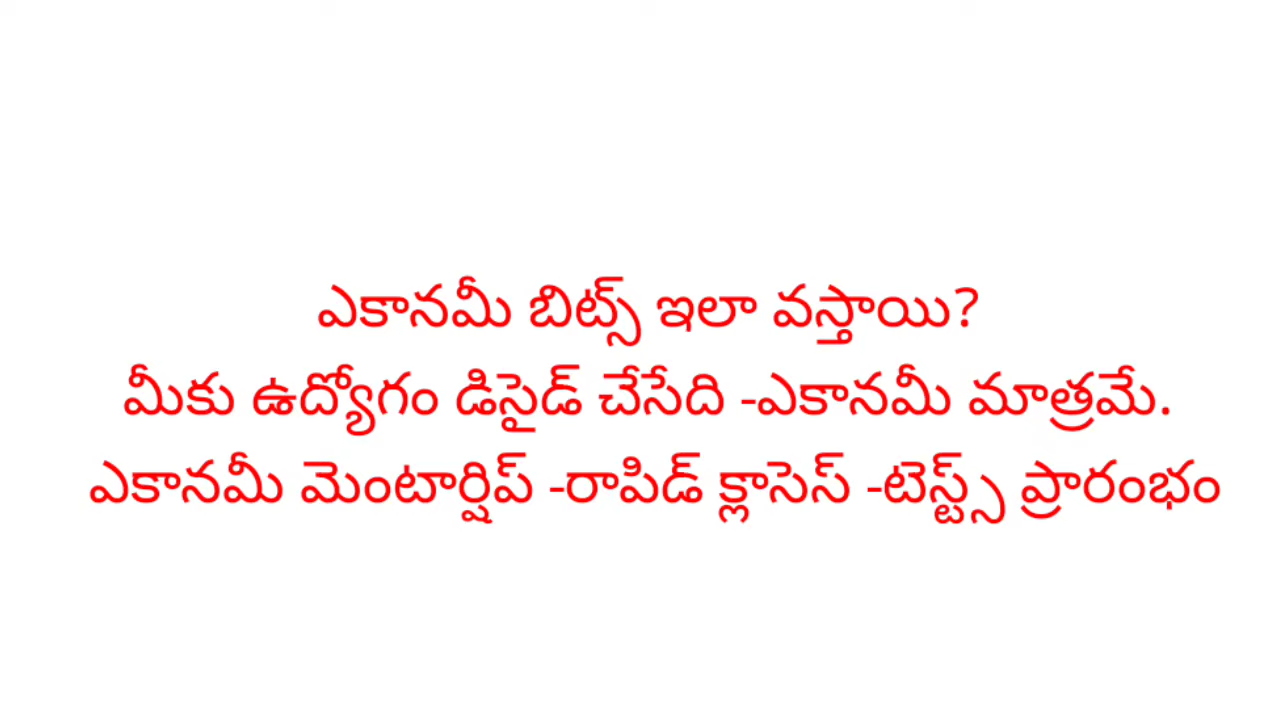 ఎకానమీ బిట్స్ ఇలా వస్తాయి?
మీకు ఉద్యోగం డిసైడ్ చేసేది -ఎకానమీ మాత్రమే.
ఎకానమీ మెంటార్షిప్ -రాపిడ్ క్లాసెస్ -టెస్ట్స్ ప్రారంభం